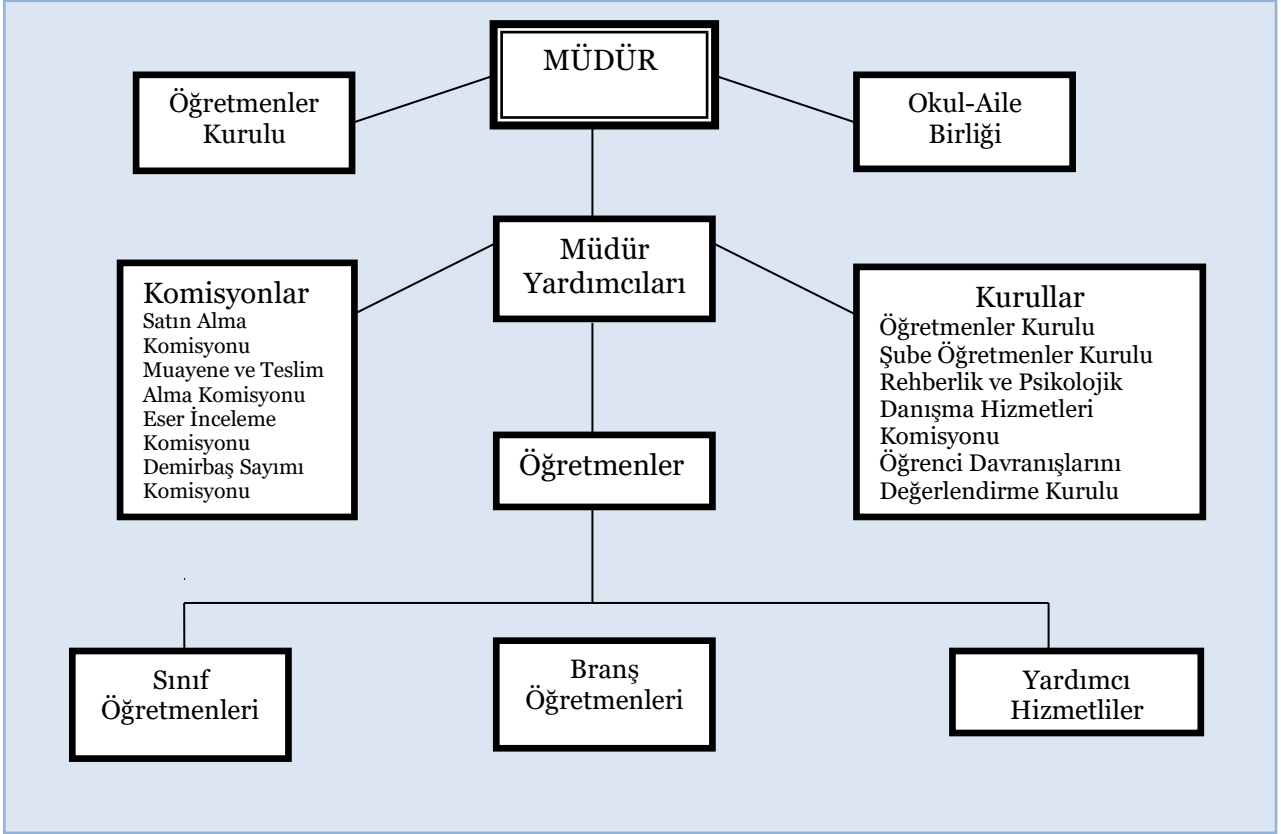 MÜDÜR
Öğretmenler
Kurulu
Okul-Aile
Birliği
Müdür
Yardımcıları
Komisyonlar
Satın Alma
Komisyonu
Muayene ve Teslim
Alma Komisyonu
Eser İnceleme
Komisyonu
Demirbaş Sayımı
Komisyonu
Kurullar
Öğretmenler Kurulu
Şube Öğretmenler Kurulu
Rehberlik ve Psikolojik
Danışma Hizmetleri
Komisyonu
Öğrenci Davranışlarını
Değerlendirme Kurulu
Öğretmenler
Sınıf
Öğretmenleri
Branş
Öğretmenleri
Yardımcı
Hizmetliler